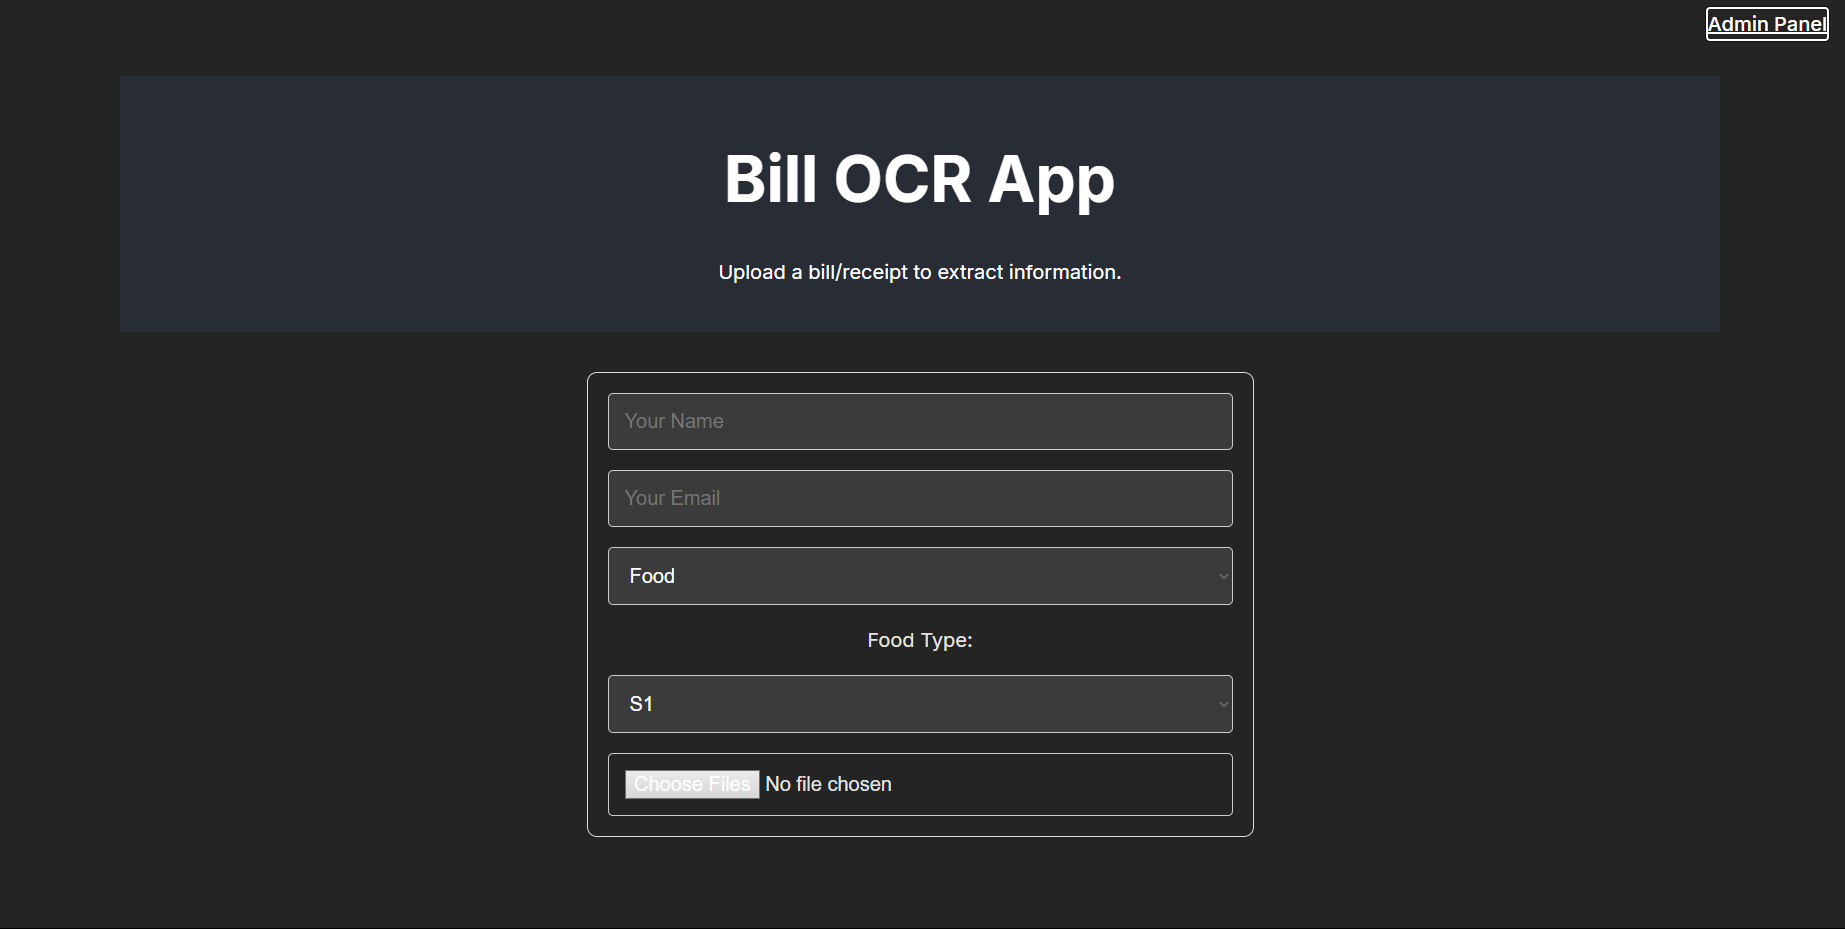 Admin Panel
Bill OCR App
Upload a bill/receipt to extract information.
Your Name
Your Email
Food
Food Type:
S1
Choose Files No file chosen